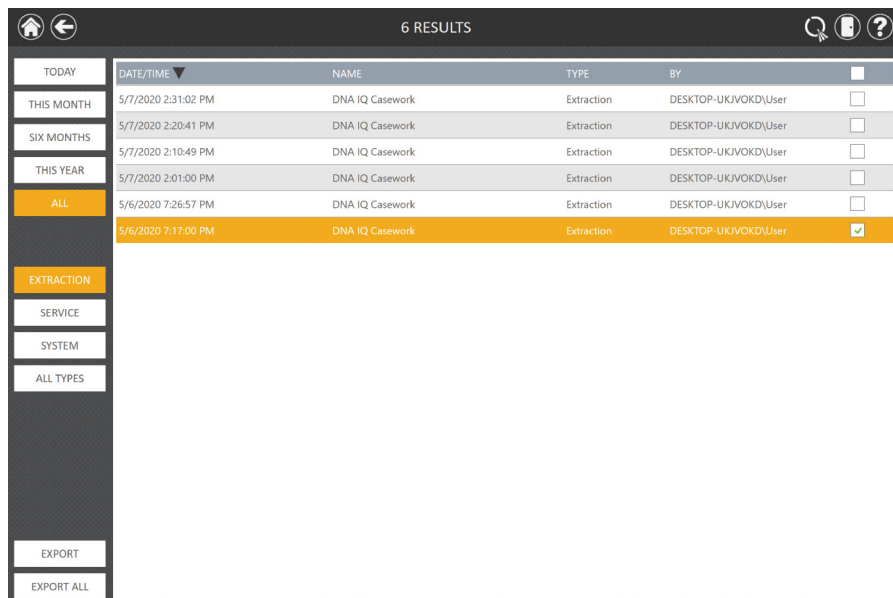 6 RESULTS
?
TODAY
THIS MONTH
SIX MONTHS
THIS YEAR
ALL
EXTRACTION
SERVICE
SYSTEM
ALL TYPES
EXPORT
EXPORT ALL
DATE/TIME NAME TYPE BY
5/7/2020 2:31:02 PM DNA IQ Casework Extraction DESKTOP-UKJVOKD\User
5/7/2020 2:20:41 PM DNA IQ Casework Extraction DESKTOP-UKJVOKD\User
5/7/2020 2:10:49 PM DNA IQ Casework Extraction DESKTOP-UKJVOKD\User
5/7/2020 2:01:00 PM DNA IQ Casework Extraction DESKTOP-UKJVOKD\User
5/6/2020 7:26:57 PM DNA IQ Casework Extraction DESKTOP-UKJVOKD\User
5/6/2020 7:17:00 PM DNA IQ Casework Extraction DESKTOP-UKJVOKD\User